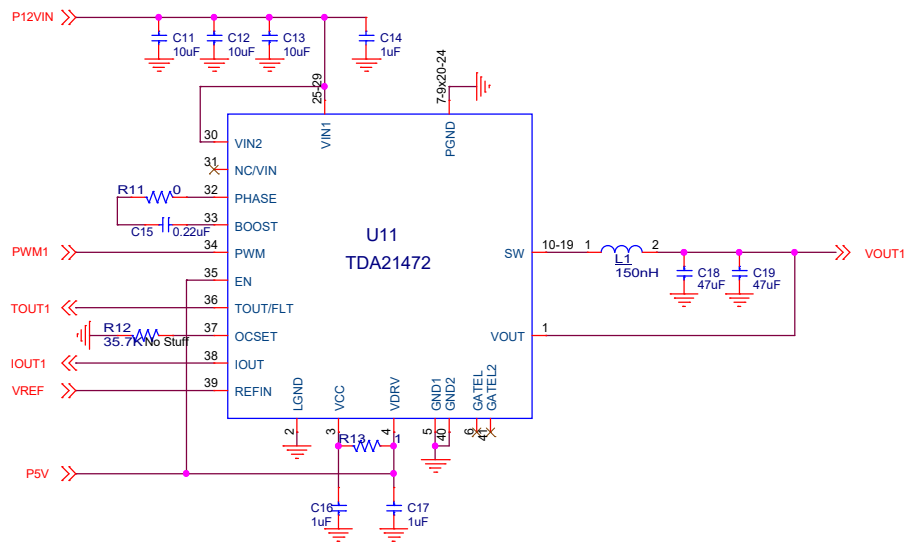 P12VIN
C11
10uF
C12
10uF
C13
10uF
C14
1uF
25-29
7-9x20-24
VIN1
PGND
30
VIN2
31
NC/VIN
R11
0
32
PHASE
C15
0.22uF
33
BOOST
U11
TDA21472
PWM1
34
PWM
SW
10-19
1
2
L1
150nH
VOUT1
C18
47uF
C19
47uF
35
EN
TOUT1
36
TOUT/FLT
R12
35.7K
No Stuff
37
OCSET
VOUT
1
IOUT1
38
IOUT
VREF
39
REFIN
LGND
VCC
VDRV
GND1
GND2
GATEL
GATEL2
2
3
4
5
40
6
41
R13
1
P5V
C16
1uF
C17
1uF